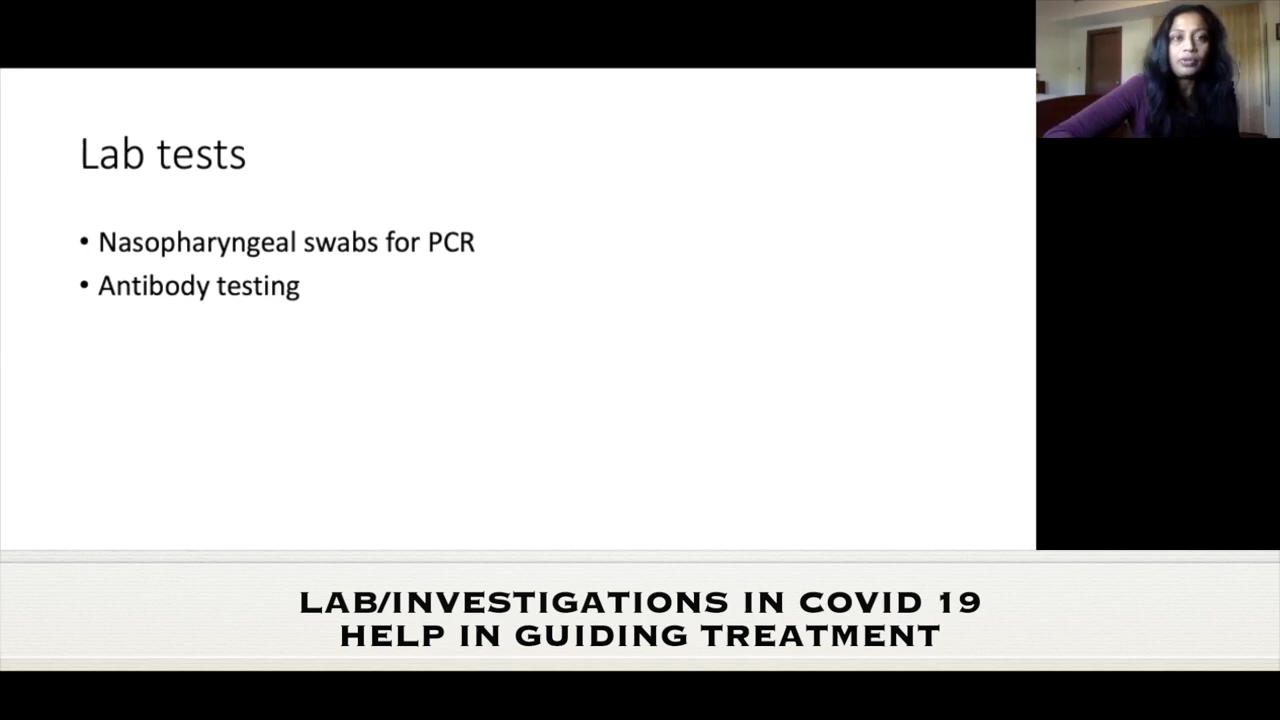 Lab tests
• Nasopharyngeal swabs for PCR
• Antibody testing
LAB/INVESTIGATIONS IN COVID 19
HELP IN GUIDING TREATMENT